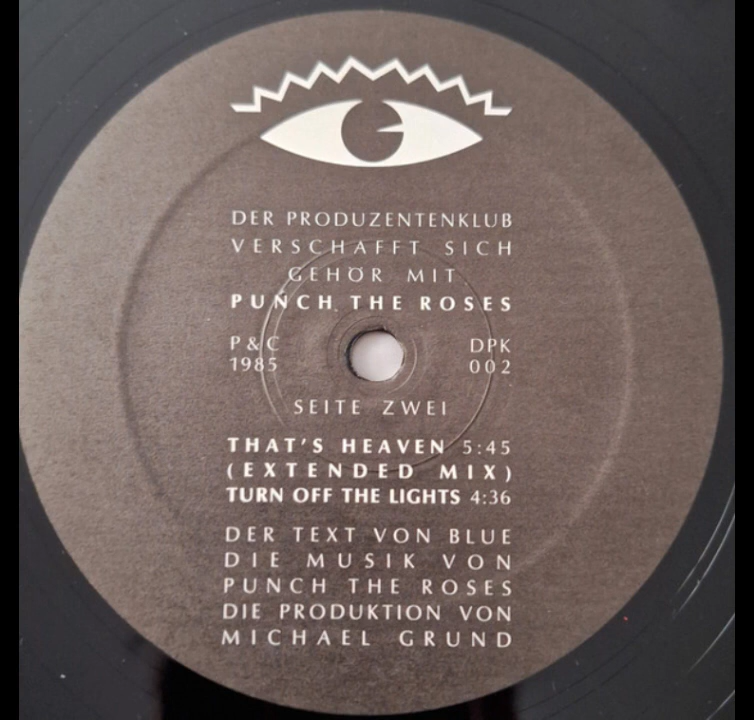 DER PRODUZENTENKLUB
VERSCHAFFT SICH
GEHÖR MIT
PUNCH THE ROSES
P & C DPK
1985 002
SEITE ZWEI
THAT'S HEAVEN 5:45
(EXTENDED MIX)
TURN OFF THE LIGHTS 4:36
DER TEXT VON BLUE
DIE MUSIK VON
PUNCH THE ROSES
DIE PRODUKTION VON
MICHAEL GRUND